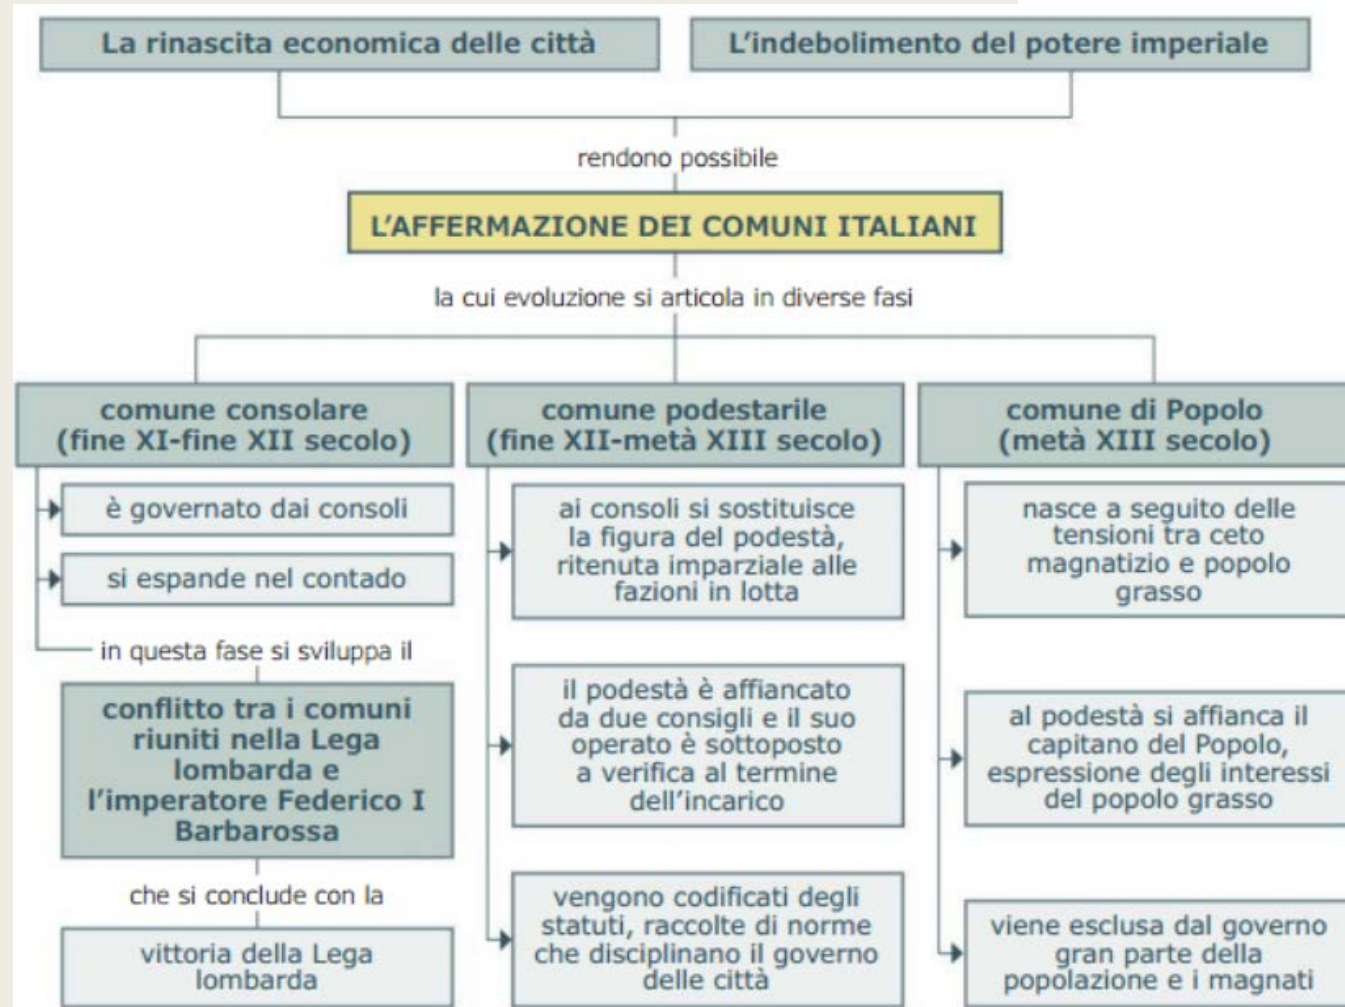 La rinascita economica delle città
L'indebolimento del potere imperiale
rendono possibile
L'AFFERMAZIONE DEI COMUNI ITALIANI
la cui evoluzione si articola in diverse fasi
comune consolare
(fine XI-fine XII secolo)
è governato dai consoli
si espande nel contado
in questa fase si sviluppa il
conflitto tra i comuni
riuniti nella Lega
lombarda e
l'imperatore Federico I
Barbarossa
che si conclude con la
vittoria della Lega
lombarda
comune podestarile
(fine XII-metà XIII secolo)
ai consoli si sostituisce
la figura del podestà,
ritenuta imparziale alle
fazioni in lotta
il podestà è affiancato
da due consigli e il suo
operato è sottoposto
a verifica al termine
dell'incarico
vengono codificati degli
statuti, raccolte di norme
che disciplinano il governo
delle città
comune di Popolo
(metà XIII secolo)
nasce a seguito delle
tensioni tra ceto
magnatizio e popolo
grasso
al podestà si affianca il
capitano del Popolo,
espressione degli interessi
del popolo grasso
viene esclusa dal governo
gran parte della
popolazione e i magnati